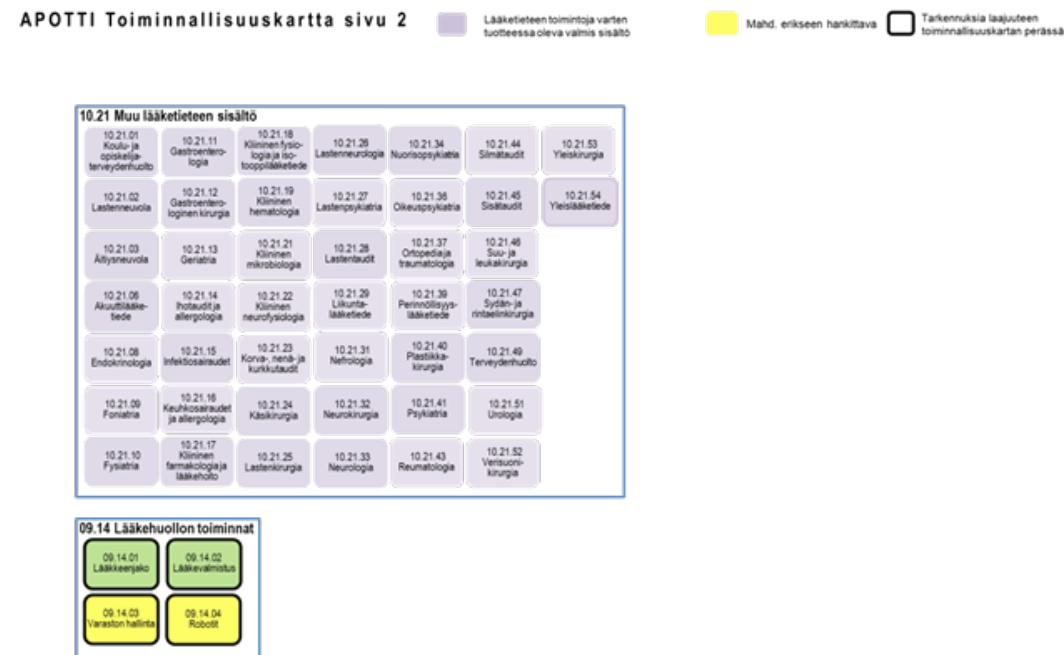 APOTTI Toiminnallisuuskartta sivu 2
Lääketieteen toimintoja varten
tuotteessa oleva valmis sisältö
Mahd. erikseen hankittava
Tarkennuksia laajuuteen
toiminnallisuuskartan perässä
10.21 Muu lääketieteen sisältö
10.21.01
Koulu- ja
opiskelija-
terveydenhuolto
10.21.11
Gastroentero-
logia
10.21.18
Kliininen fysio-
logia ja iso-
tooppilääketiede
10.21.26
Lastenneurologia
10.21.34
Nuorisopsykiatria
10.21.44
Silmätaudit
10.21.53
Yleiskirurgia
10.21.02
Lastenneuvola
10.21.12
Gastroentero-
loginen kirurgia
10.21.19
Kliininen
hematologia
10.21.27
Lastenpsykiatria
10.21.36
Oikeuspsykiatria
10.21.45
Sisätaudit
10.21.54
Yleislääketiede
10.21.03
Äitiysneuvola
10.21.13
Geriatria
10.21.21
Kliininen
mikrobiologia
10.21.28
Lastentaudit
10.21.37
Ortopedia ja
traumatologia
10.21.46
Suu- ja
leukakirurgia
10.21.06
Akuuttilääke-
tiede
10.21.14
Ihotaudit ja
allergologia
10.21.22
Kliininen
neurofysiologia
10.21.29
Liikunta-
lääketiede
10.21.39
Perinnöllisyys-
lääketiede
10.21.47
Sydän- ja
rintaelinkirurgia
10.21.08
Endokrinologia
10.21.15
Infektiosairaudet
10.21.23
Korva-, nenä- ja
kurkkutaudit
10.21.31
Nefrologia
10.21.40
Plastiikka-
kirurgia
10.21.49
Terveydenhuolto
10.21.09
Foniatria
10.21.16
Keuhkosairaudet
ja allergologia
10.21.24
Käsikirurgia
10.21.32
Neurokirurgia
10.21.41
Psykiatria
10.21.51
Urologia
10.21.10
Fysiatria
10.21.17
Kliininen
farmakologia ja
lääkehoito
10.21.25
Lastenkirurgia
10.21.33
Neurologia
10.21.43
Reumatologia
10.21.52
Verisuoni-
kirurgia
09.14 Lääkehuollon toiminnat
09.14.01
Lääkkeenjako
09.14.02
Lääkevalmistus
09.14.03
Varaston hallinta
09.14.04
Robotit